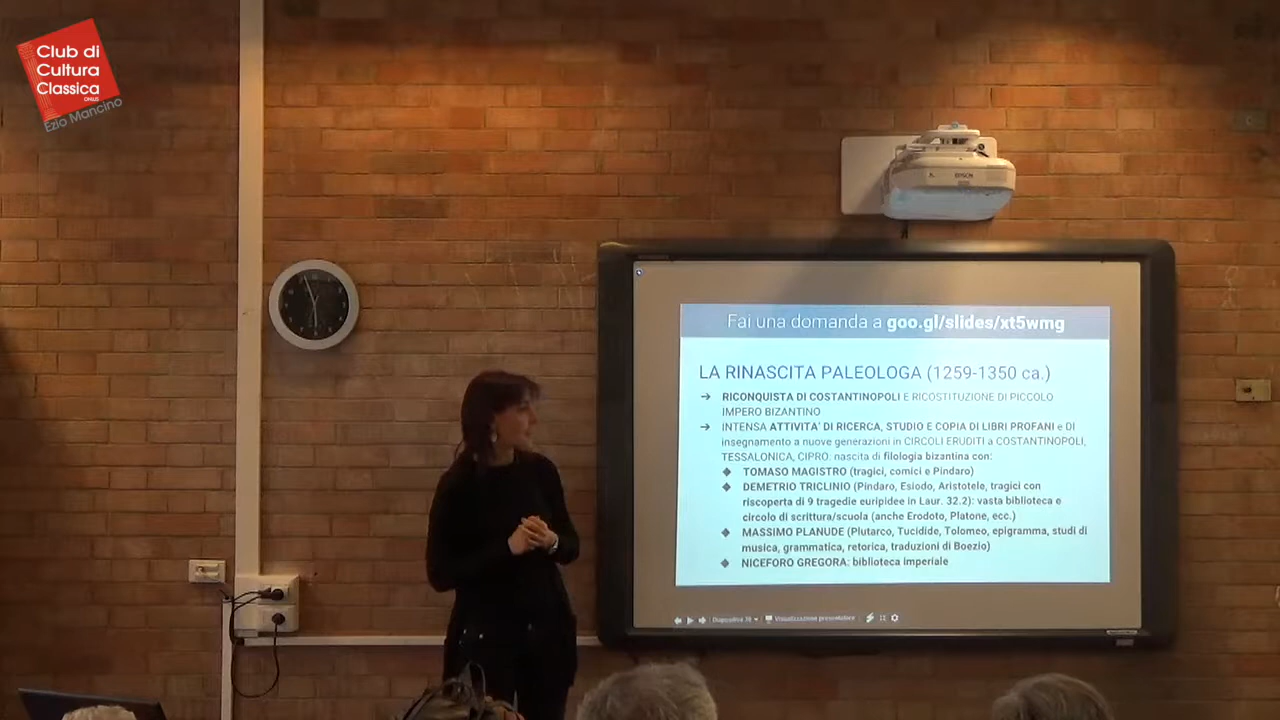 Club di
Cultura
Classica
ONLUS
Ezio Mancino
EPSON
Fai una domanda a goo.gl/slides/xt5wmg
LA RINASCITA PALEOLOGA (1259-1350 ca.)
➔ RICONQUISTA DI COSTANTINOPOLI E RICOSTITUZIONE DI PICCOLO
IMPERO BIZANTINO
➔ INTENSA ATTIVITA' DI RICERCA, STUDIO E COPIA DI LIBRI PROFANI e DI
insegnamento a nuove generazioni in CIRCOLI ERUDITI a COSTANTINOPOLI,
TESSALONICA, CIPRO: nascita di filologia bizantina con:
❖ TOMASO MAGISTRO (tragici, comici e Pindaro)
❖ DEMETRIO TRICLINIO (Pindaro, Esiodo, Aristotele, tragici con
riscoperta di 9 tragedie euripidee in Laur. 32.2): vasta biblioteca e
circolo di scrittura/scuola (anche Erodoto, Platone, ecc.)
❖ MASSIMO PLANUDE (Plutarco, Tucidide, Tolomeo, epigramma, studi di
musica, grammatica, retorica, traduzioni di Boezio)
❖ NICEFORO GREGORA: biblioteca imperiale
Diapositiva Visualizzazione presentatore